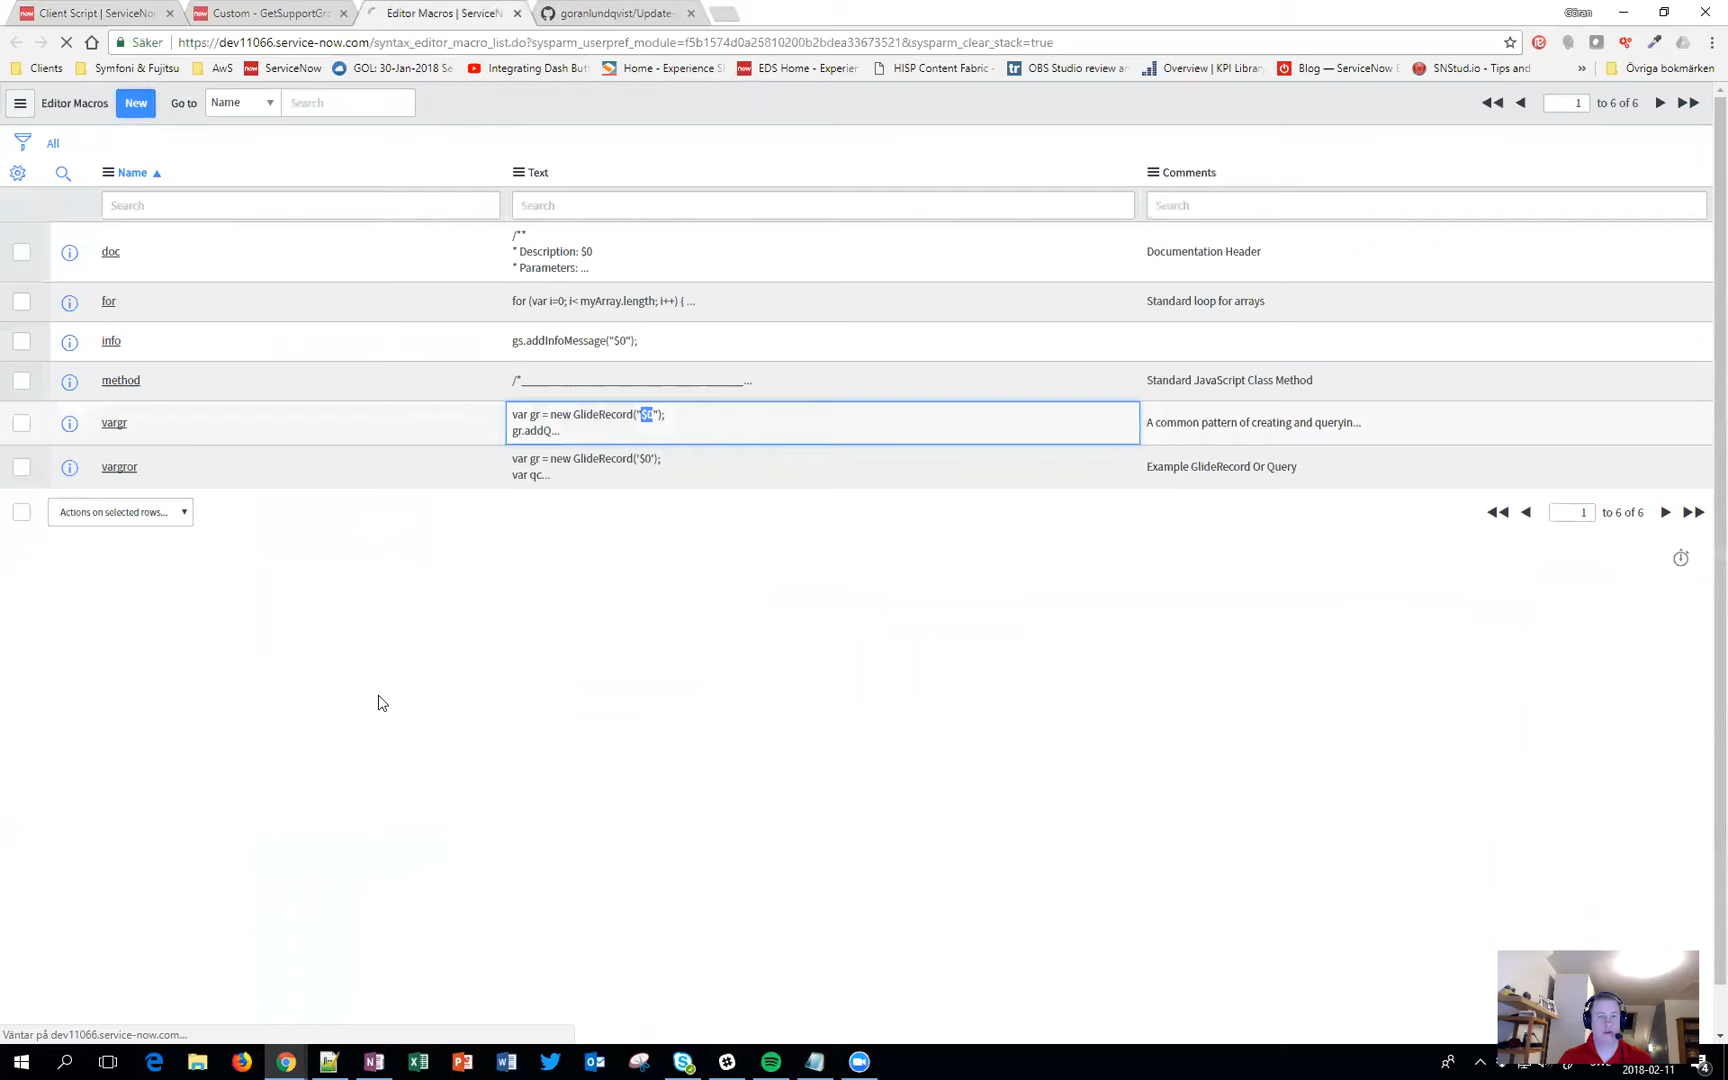 Client Script | ServiceNo
Custom - GetSupportGr
Editor Macros | ServiceN
goranlundqvist/Update-
Göran
Säker
https://dev11066.service-now.com/syntax_editor_macro_list.do?sysparm_userpref_module=f5b1574d0a25810200b2bdea33673521&sysparm_clear_stack=true
Clients
Symfoni & Fujitsu
AwS
ServiceNow
GOL: 30-Jan-2018 Se
Integrating Dash But
Home - Experience S
EDS Home - Experier
HISP Content Fabric -
OBS Studio review ar
Overview | KPI Librar
Blog — ServiceNow E
SNStud.io - Tips and
»
Övriga bokmärken
Editor Macros
New
Go to
Name
Search
1
to 6 of 6
All
Name
Text
Comments
Search
Search
Search
doc
/**
* Description: $0
* Parameters: ...
Documentation Header
for
for (var i=0; i< myArray.length; i++) { ...
Standard loop for arrays
info
gs.addInfoMessage("$0");
method
/*________________________________________...
Standard JavaScript Class Method
vargr
var gr = new GlideRecord("$0");
gr.addQ...
A common pattern of creating and queryin...
vargror
var gr = new GlideRecord('$0');
var qc...
Example GlideRecord Or Query
Actions on selected rows...
1
to 6 of 6
Väntar på dev11066.service-now.com...
2018-02-11
4